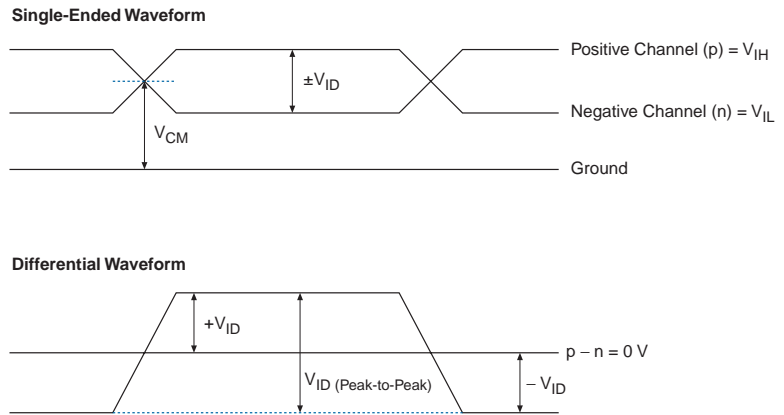 Single-Ended Waveform
Positive Channel (p) = VIH
±VID
Negative Channel (n) = VIL
VCM
Ground
Differential Waveform
+VID
p − n = 0 V
VID (Peak-to-Peak)
− VID